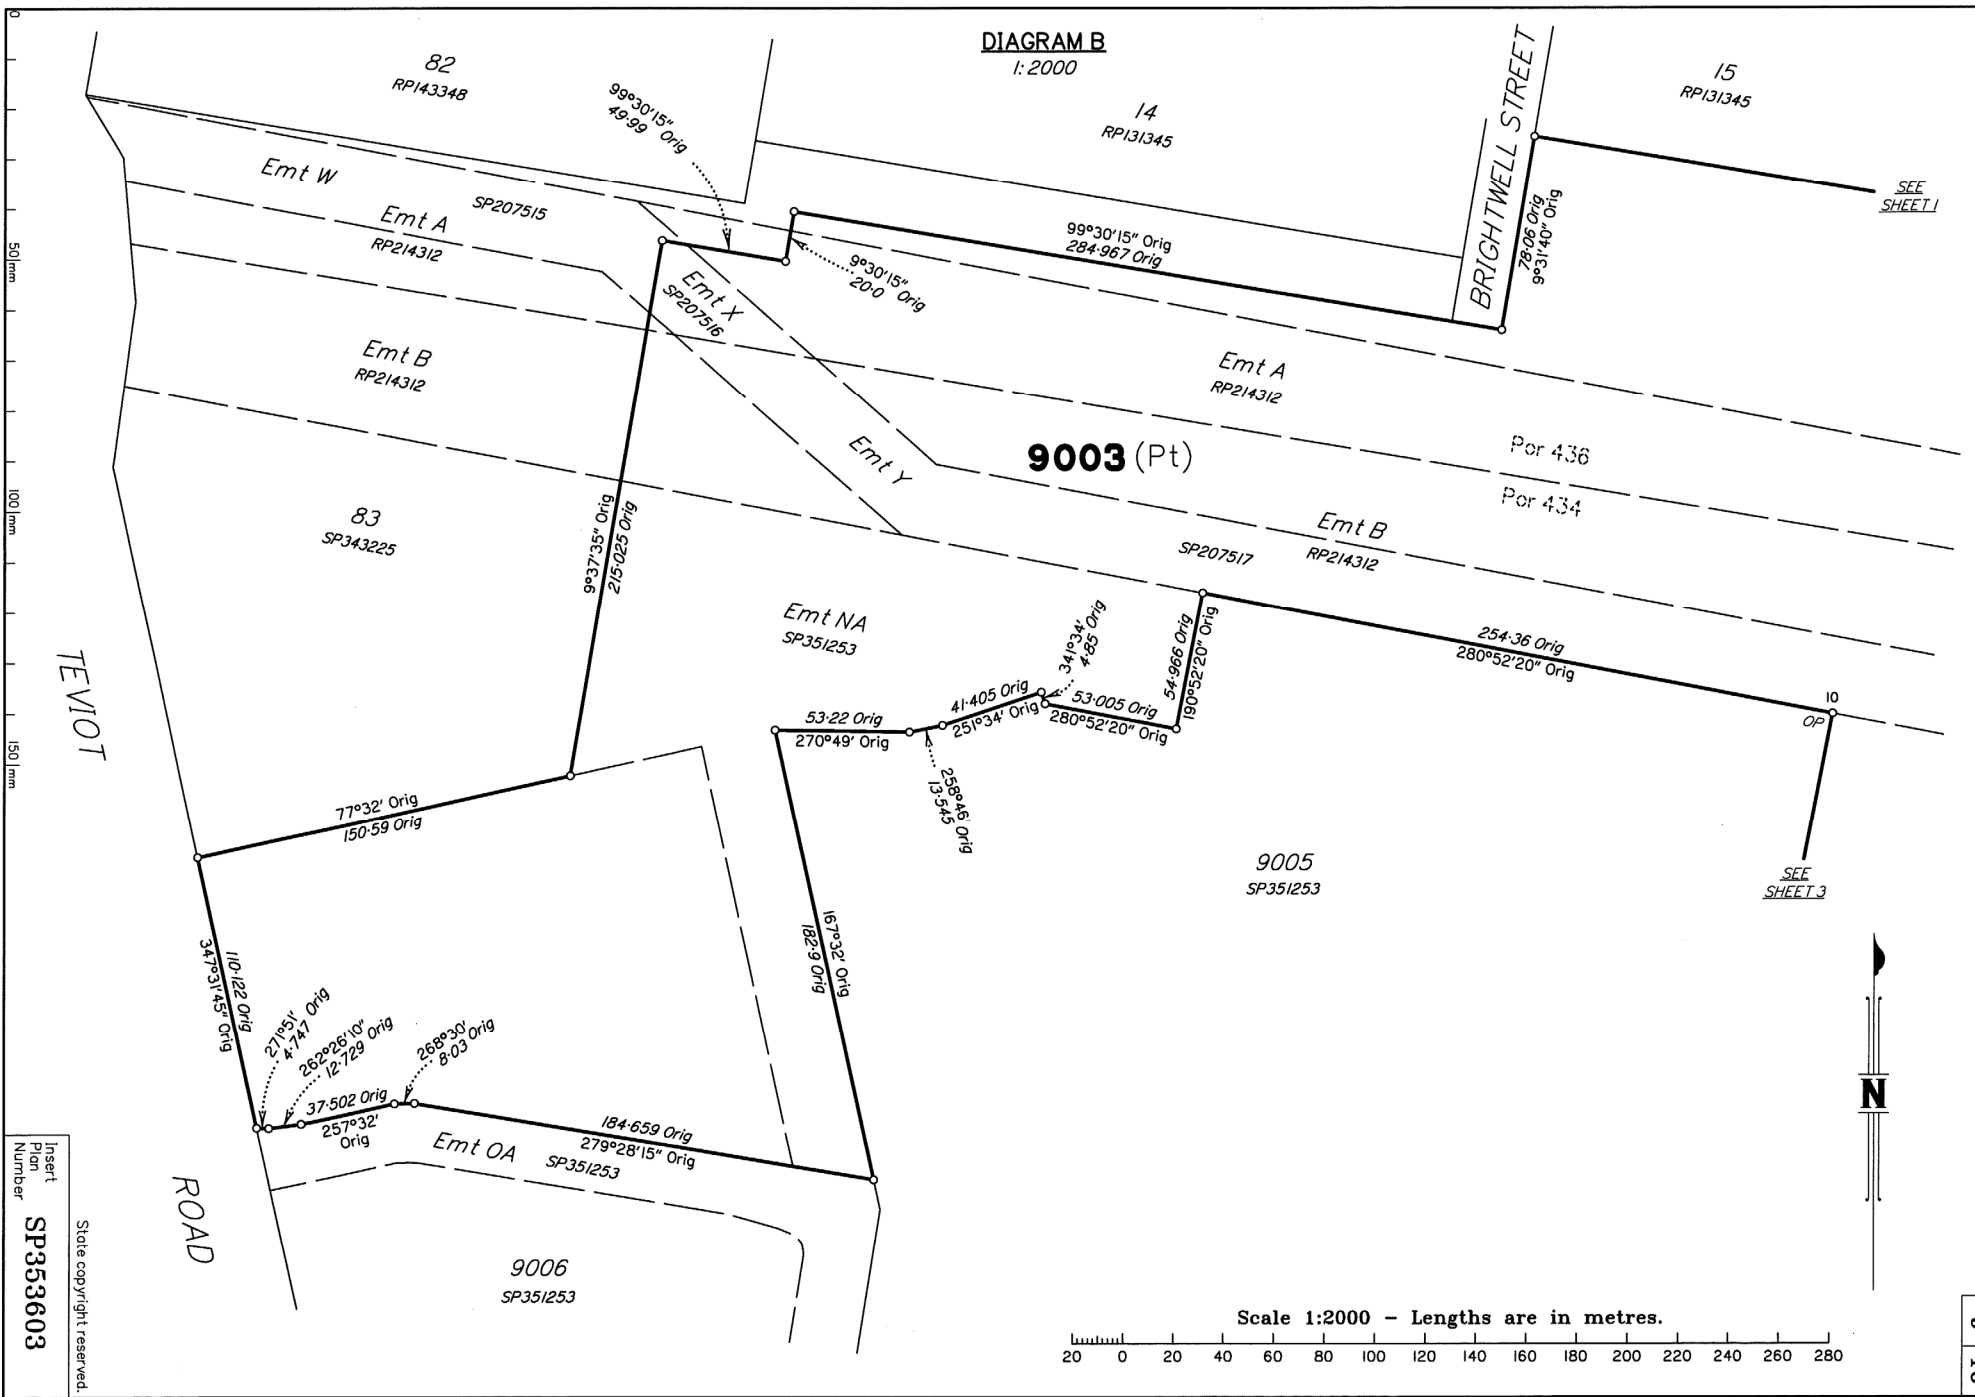 DIAGRAM B
1:2000
82
RP143348
99°30'15"
49·99 Orig
14
RP131345
BRIGHTWELL STREET
15
RP131345
SEE
SHEET 1
78·06 Orig
9°31'40" Orig
Emt W
SP207515
Emt A
RP214312
99°30'15" Orig
284·967 Orig
9°30'15"
20·0 Orig
Emt X
SP207516
Emt B
RP214312
Emt A
RP214312
Emt Y
9003 (Pt)
Por 436
Por 434
83
SP343225
9°37'35" Orig
215·025 Orig
Emt B
RP214312
SP207517
Emt NA
SP351253
341°34'
4·85 Orig
54·966 Orig
190°52'20" Orig
254·36 Orig
280°52'20" Orig
10
OP
53·22 Orig
270°49' Orig
41·405 Orig
251°34' Orig
53·005 Orig
280°52'20" Orig
258°46'
13·545 Orig
TEVIOT
77°32' Orig
150·59 Orig
9005
SP351253
SEE
SHEET 3
167°32' Orig
182·9 Orig
110·122 Orig
347°31'45" Orig
271°51'
4·747 Orig
262°26'10"
12·729 Orig
268°30'
8·03 Orig
37·502 Orig
257°32'
Orig
184·659 Orig
279°28'15" Orig
Emt OA
SP351253
ROAD
9006
SP351253
N
Scale 1:2000 – Lengths are in metres.
20 0 20 40 60 80 100 120 140 160 180 200 220 240 260 280
0
50 mm
100 mm
150 mm
Insert
Plan
Number
SP353603
State copyright reserved.